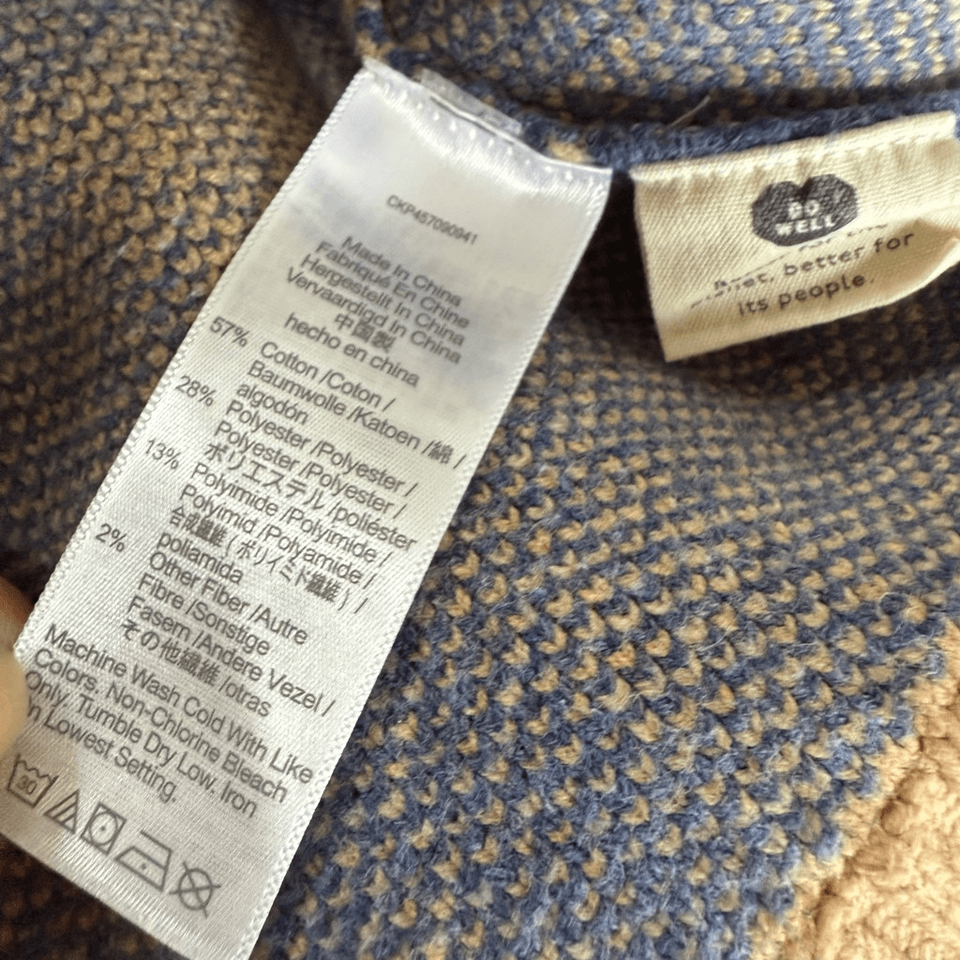 CKP457090941
Made In China
Fabriqué En Chine
Hergestellt In China
Vervaardigd In China
中国製
hecho en china
57% Cotton /Coton /
Baumwolle /Katoen /綿 /
algodón
28% Polyester /Polyester /
Polyester /Polyester /
ポリエステル /poliéster
13% Polyimide /Polyimide /
Polyimid /Polyamide /
合成繊維 (ポリイミド繊維) /
poliamida
2% Other Fiber /Autre
Fibre /Sonstige
Fasern /Andere Vezel /
その他繊維 /otras
Machine Wash Cold With Like
Colors. Non-Chlorine Bleach
Only. Tumble Dry Low. Iron
Lowest Setting.
30
DO
WELL
for the
better for
its people.